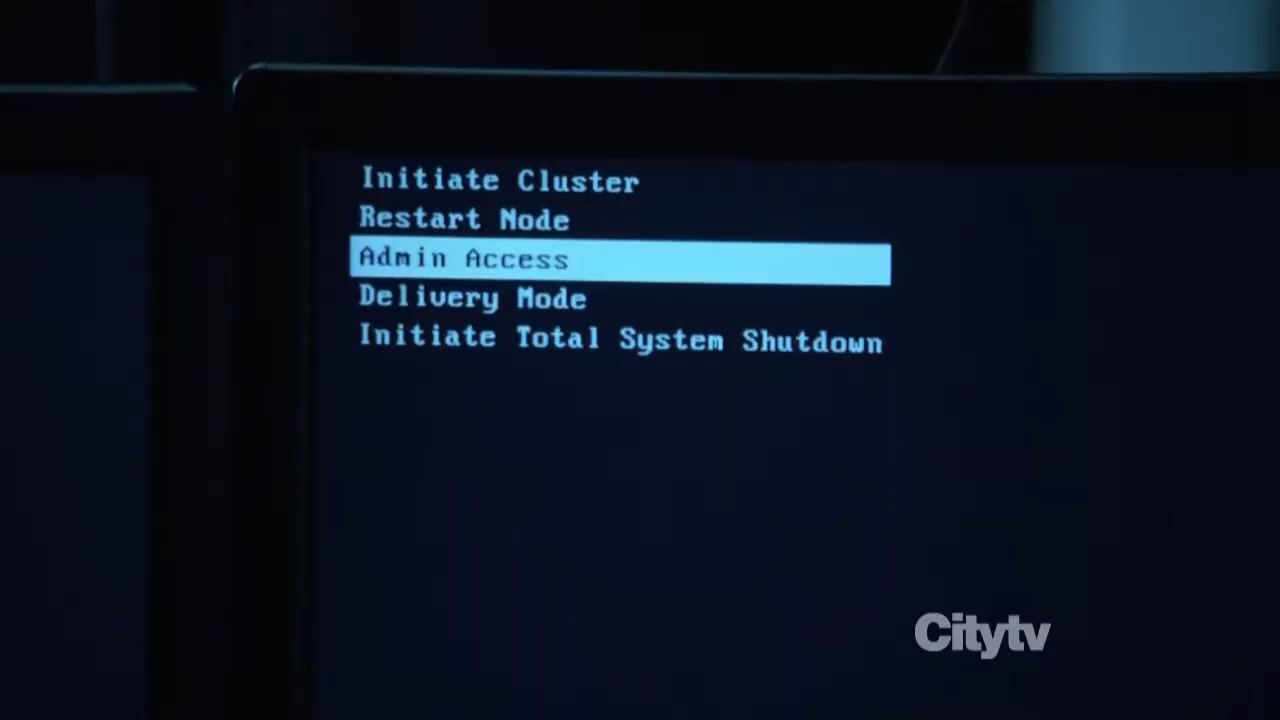 Initiate Cluster
Restart Node
Admin Access
Delivery Mode
Initiate Total System Shutdown
Citytv